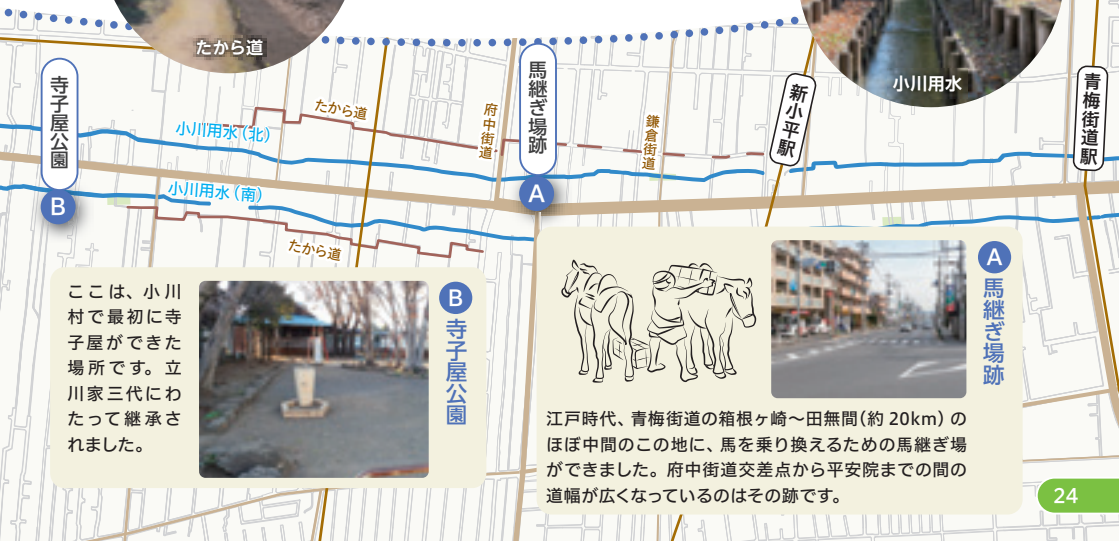 たから道
小川用水
寺子屋公園
B
小川用水（北）
たから道
府中街道
馬継ぎ場跡
A
鎌倉街道
新小平駅
青梅街道駅
小川用水（南）
たから道
B 寺子屋公園
ここは、小川
村で最初に寺
子屋ができた
場所です。立
川家三代にわ
たって継承さ
れました。
A 馬継ぎ場跡
江戸時代、青梅街道の箱根ヶ崎〜田無間（約 20km）の
ほぼ中間のこの地に、馬を乗り換えるための馬継ぎ場
ができました。府中街道交差点から平安院までの間の
道幅が広くなっているのはその跡です。
24